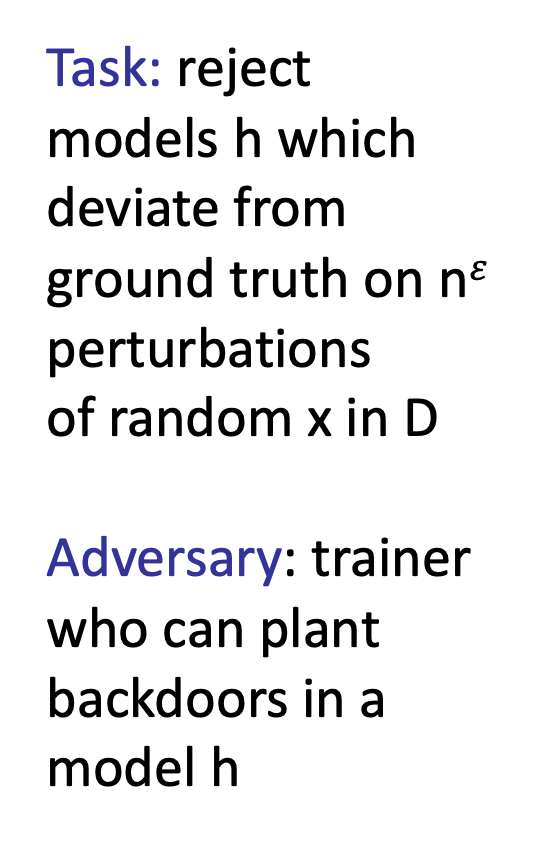 Task: reject
models h which
deviate from
ground truth on nᵋ
perturbations
of random x in D
Adversary: trainer
who can plant
backdoors in a
model h